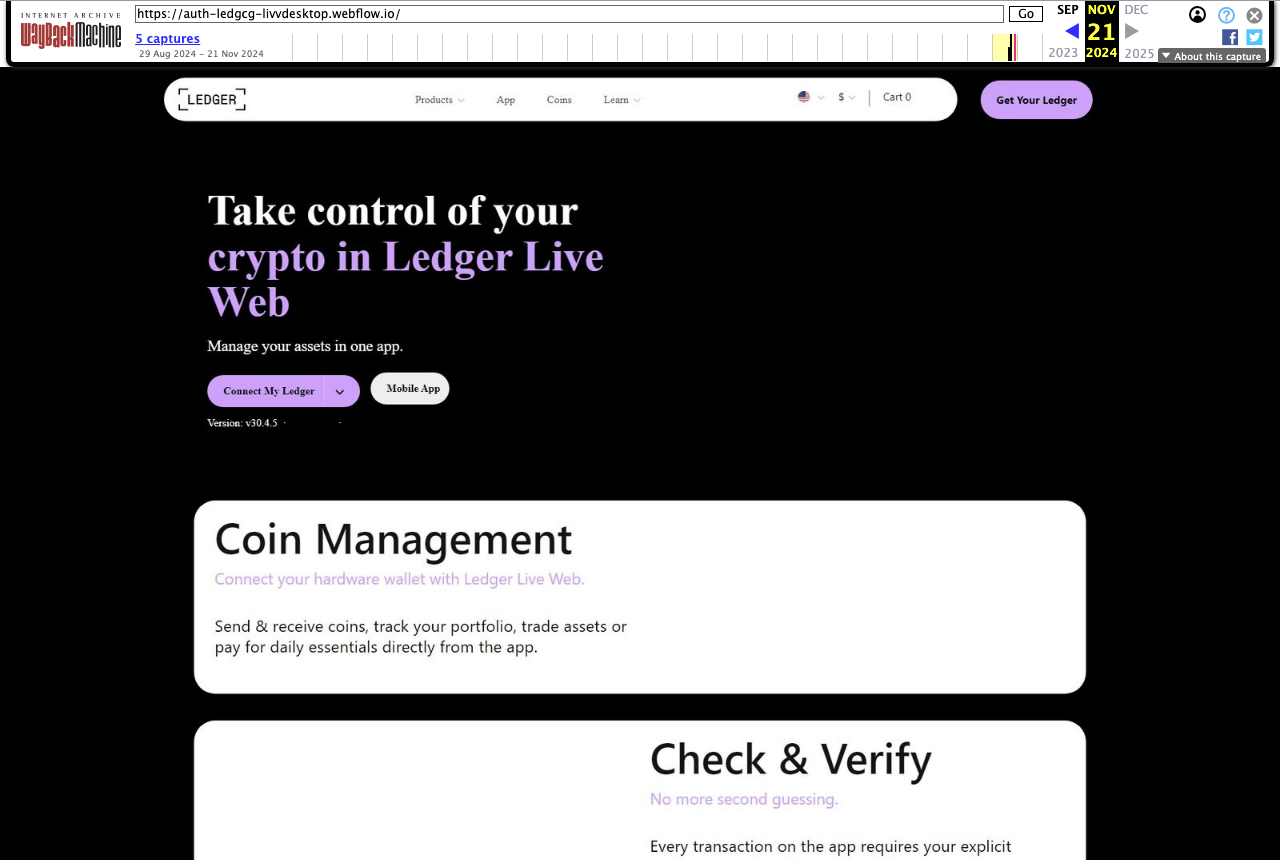 INTERNET ARCHIVE
WayBackMachine
https://auth-ledgcg-livvdesktop.webflow.io/
Go
5 captures
29 Aug 2024 – 21 Nov 2024
SEP NOV DEC
21
2023 2024 2025
About this capture
LEDGER
Products
App
Coins
Learn
$
Cart 0
Get Your Ledger
Take control of your
crypto in Ledger Live
Web
Manage your assets in one app.
Connect My Ledger
Mobile App
Version: v30.4.5 ·
Coin Management
Connect your hardware wallet with Ledger Live Web.
Send & receive coins, track your portfolio, trade assets or
pay for daily essentials directly from the app.
Check & Verify
No more second guessing.
Every transaction on the app requires your explicit